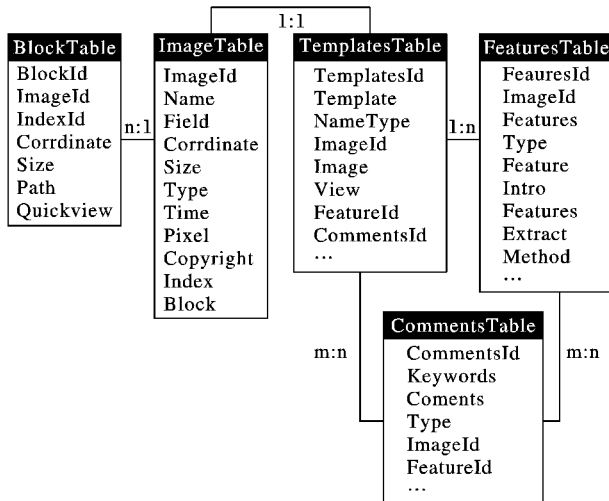 1:1
BlockTable
BlockId
ImageId
IndexId
Corrdinate
Size
Path
Quickview
n:1
ImageTable
ImageId
Name
Field
Corrdinate
Size
Type
Time
Pixel
Copyright
Index
Block
TemplatesTable
TemplatesId
Template
NameType
ImageId
Image
View
FeatureId
CommentsId
...
1:n
FeaturesTable
FeauresId
ImageId
Features
Type
Feature
Intro
Features
Extract
Method
...
m:n
CommentsTable
CommentsId
Keywords
Coments
Type
ImageId
FeatureId
...
m:n